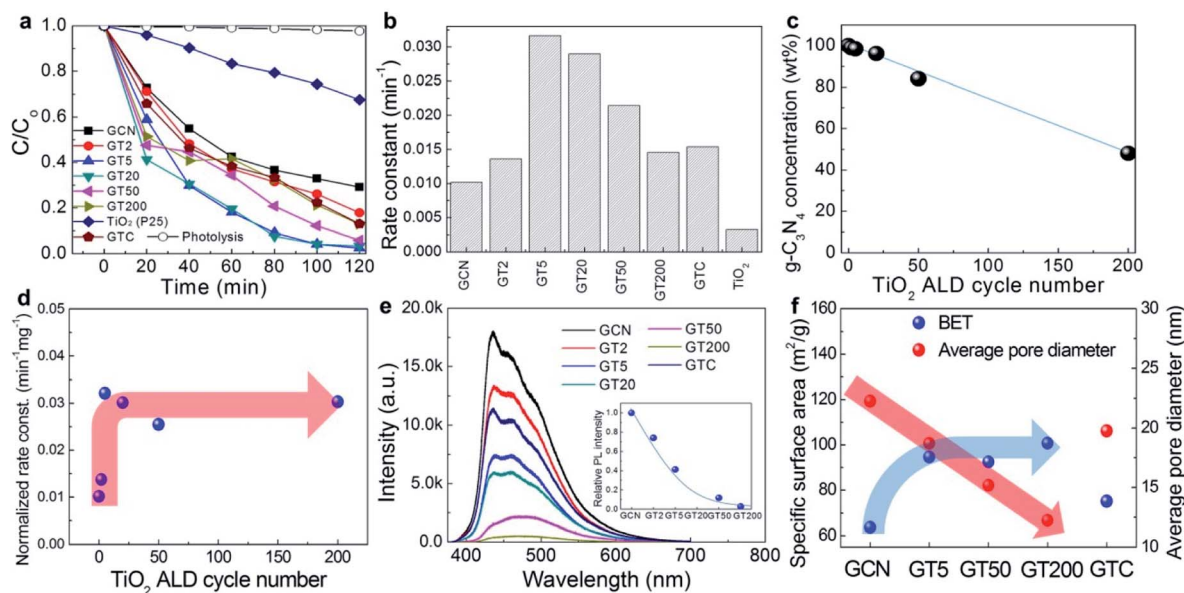 a
C/C₀
1.0
0.8
0.6
0.4
0.2
0.0
GCN
GT2
GT5
GT20
GT50
GT200
TiO₂ (P25)
GTC
Photolysis
0 20 40 60 80 100 120
Time (min)
b
Rate constant (min⁻¹)
0.030
0.025
0.020
0.015
0.010
0.005
0.000
GCN GT2 GT5 GT20 GT50 GT200 GTC TiO₂
c
g-C₃N₄ concentration (wt%)
100
80
60
40
20
0
0 50 100 150 200
TiO₂ ALD cycle number
d
Normalized rate const. (min⁻¹mg⁻¹)
0.05
0.04
0.03
0.02
0.01
0.00
0 50 100 150 200
TiO₂ ALD cycle number
e
Intensity (a.u.)
20.0k
15.0k
10.0k
5.0k
0.0
GCN GT50
GT2 GT200
GT5 GTC
GT20
Relative PL intensity
1.0
0.8
0.6
0.4
0.2
0.0
GCN GT2 GT5 GT20 GT50 GT200
400 500 600 700 800
Wavelength (nm)
f
Specific surface area (m²/g)
160
140
120
100
80
60
BET
Average pore diameter
30
25
20
15
10
Average pore diameter (nm)
GCN GT5 GT50 GT200 GTC